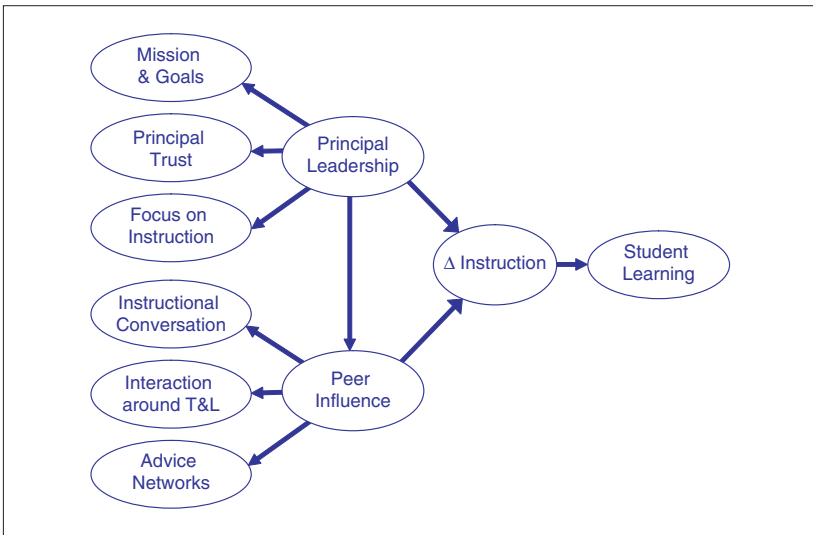 Mission
& Goals
Principal
Trust
Focus on
Instruction
Principal
Leadership
Δ Instruction
Student
Learning
Instructional
Conversation
Interaction
around T&L
Advice
Networks
Peer
Influence